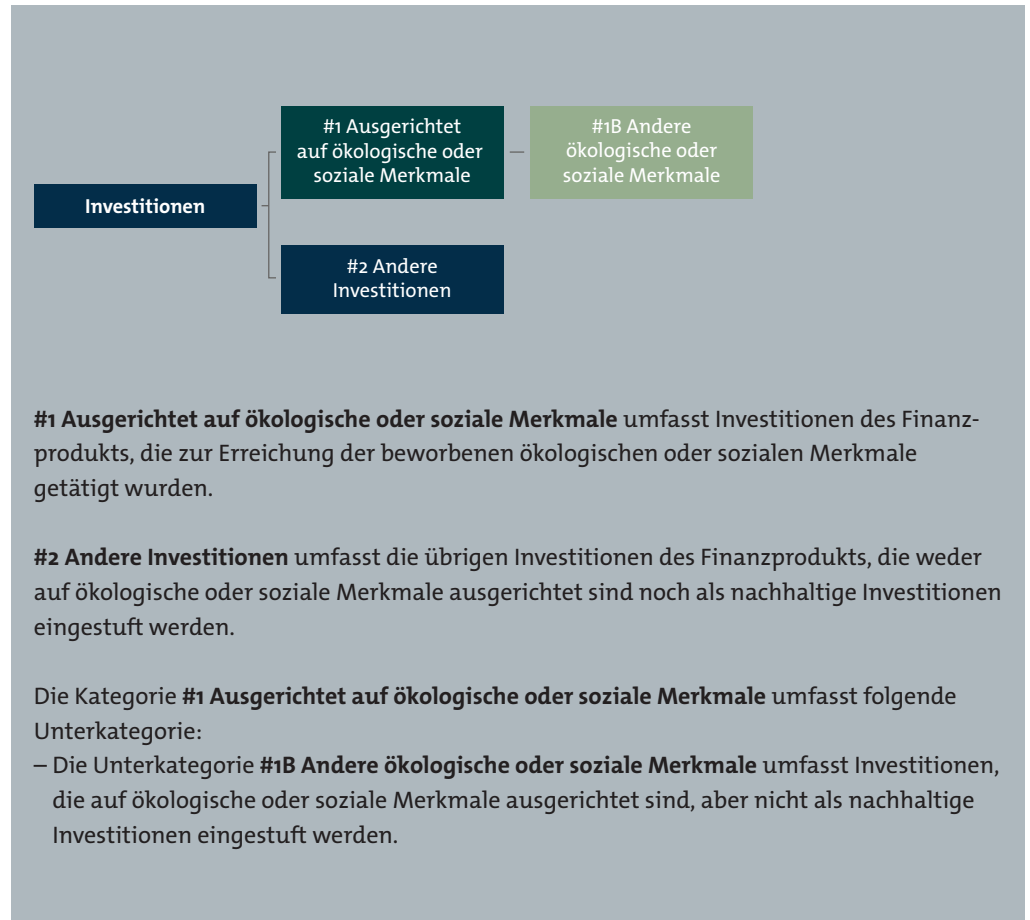 #1 Ausgerichtet
auf ökologische oder
soziale Merkmale
#1B Andere
ökologische oder
soziale Merkmale
Investitionen
#2 Andere
Investitionen
#1 Ausgerichtet auf ökologische oder soziale Merkmale umfasst Investitionen des Finanz-
produkts, die zur Erreichung der beworbenen ökologischen oder sozialen Merkmale
getätigt wurden.
#2 Andere Investitionen umfasst die übrigen Investitionen des Finanzprodukts, die weder
auf ökologische oder soziale Merkmale ausgerichtet sind noch als nachhaltige Investitionen
eingestuft werden.
Die Kategorie #1 Ausgerichtet auf ökologische oder soziale Merkmale umfasst folgende
Unterkategorie:
– Die Unterkategorie #1B Andere ökologische oder soziale Merkmale umfasst Investitionen,
die auf ökologische oder soziale Merkmale ausgerichtet sind, aber nicht als nachhaltige
Investitionen eingestuft werden.